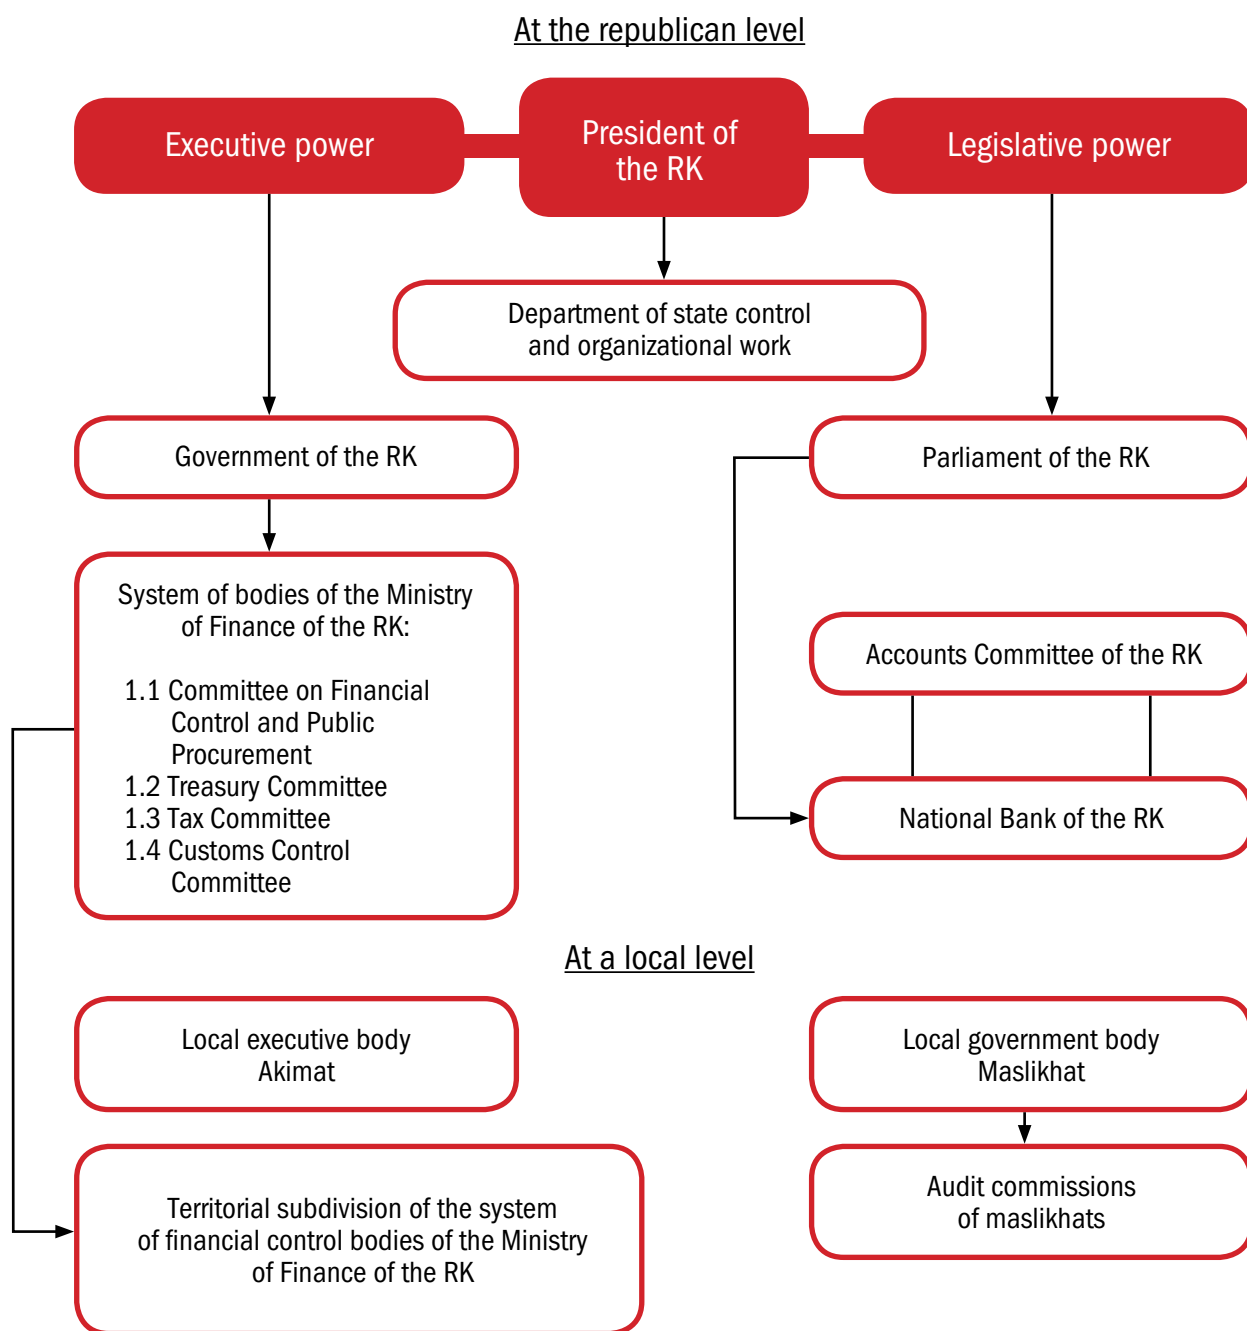 At the republican level
Executive power
President of
the RK
Legislative power
Department of state control
and organizational work
Government of the RK
Parliament of the RK
System of bodies of the Ministry
of Finance of the RK:
1.1 Committee on Financial
Control and Public
Procurement
1.2 Treasury Committee
1.3 Tax Committee
1.4 Customs Control
Committee
Accounts Committee of the RK
National Bank of the RK
At a local level
Local executive body
Akimat
Local government body
Maslikhat
Territorial subdivision of the system
of financial control bodies of the Ministry
of Finance of the RK
Audit commissions
of maslikhats